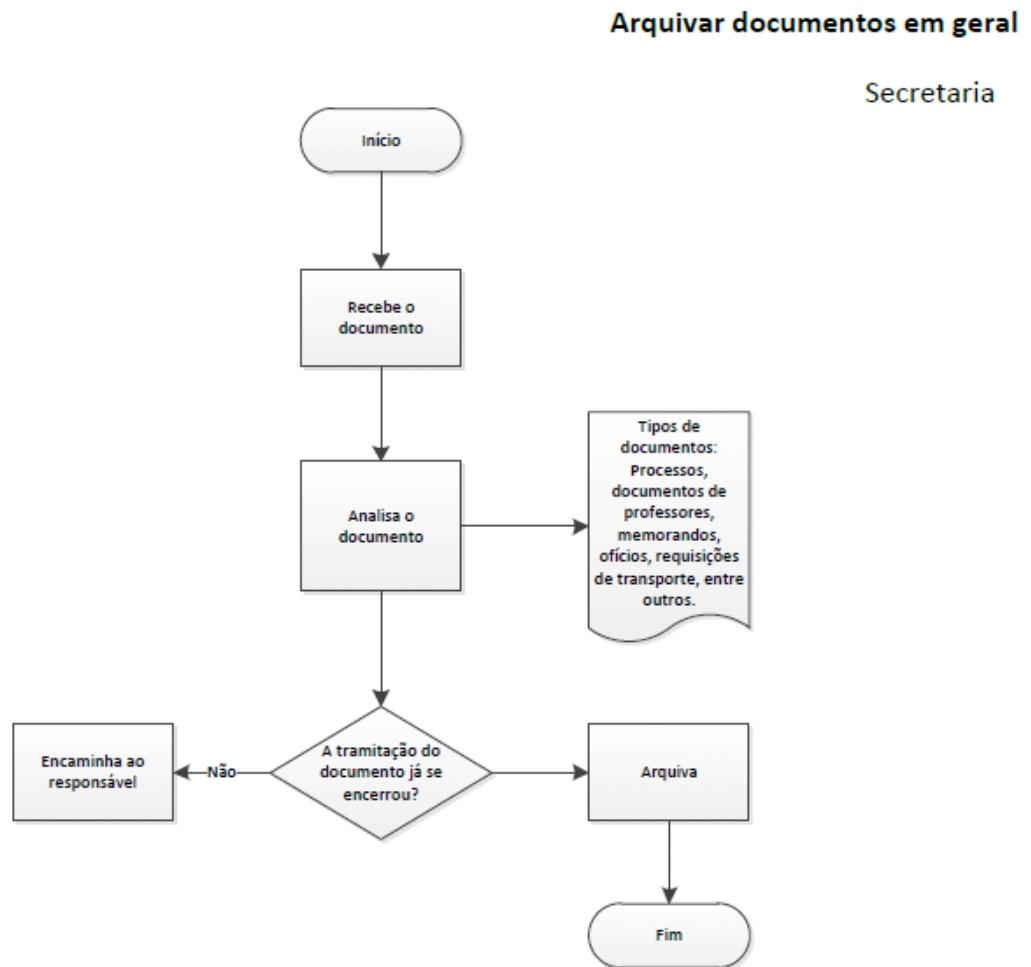 Arquivar documentos em geral
Secretaria
Início
Recebe o
documento
Analisa o
documento
Tipos de
documentos:
Processos,
documentos de
professores,
memorandos,
ofícios, requisições
de transporte, entre
outros.
Encaminha ao
responsável
Não
A tramitação do
documento já se
encerrou?
Arquiva
Fim